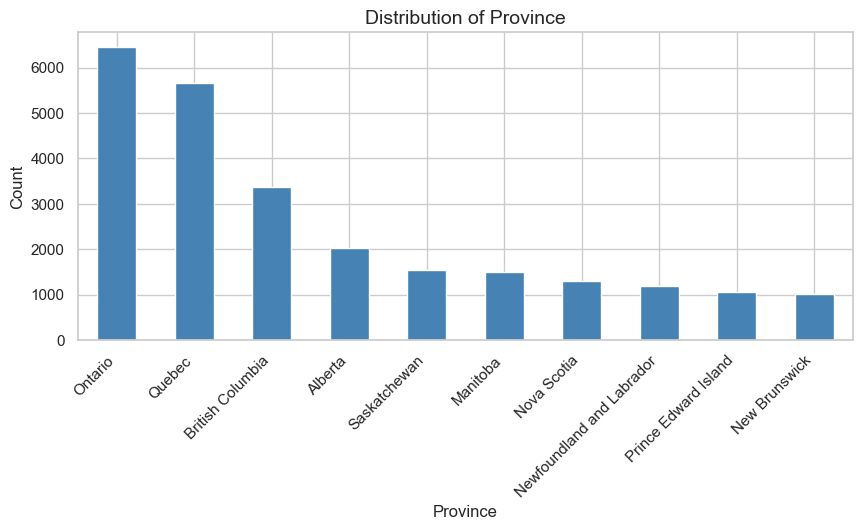 Distribution of Province
Count
6000
5000
4000
3000
2000
1000
0
Ontario
Quebec
British Columbia
Alberta
Saskatchewan
Manitoba
Nova Scotia
Newfoundland and Labrador
Prince Edward Island
New Brunswick
Province